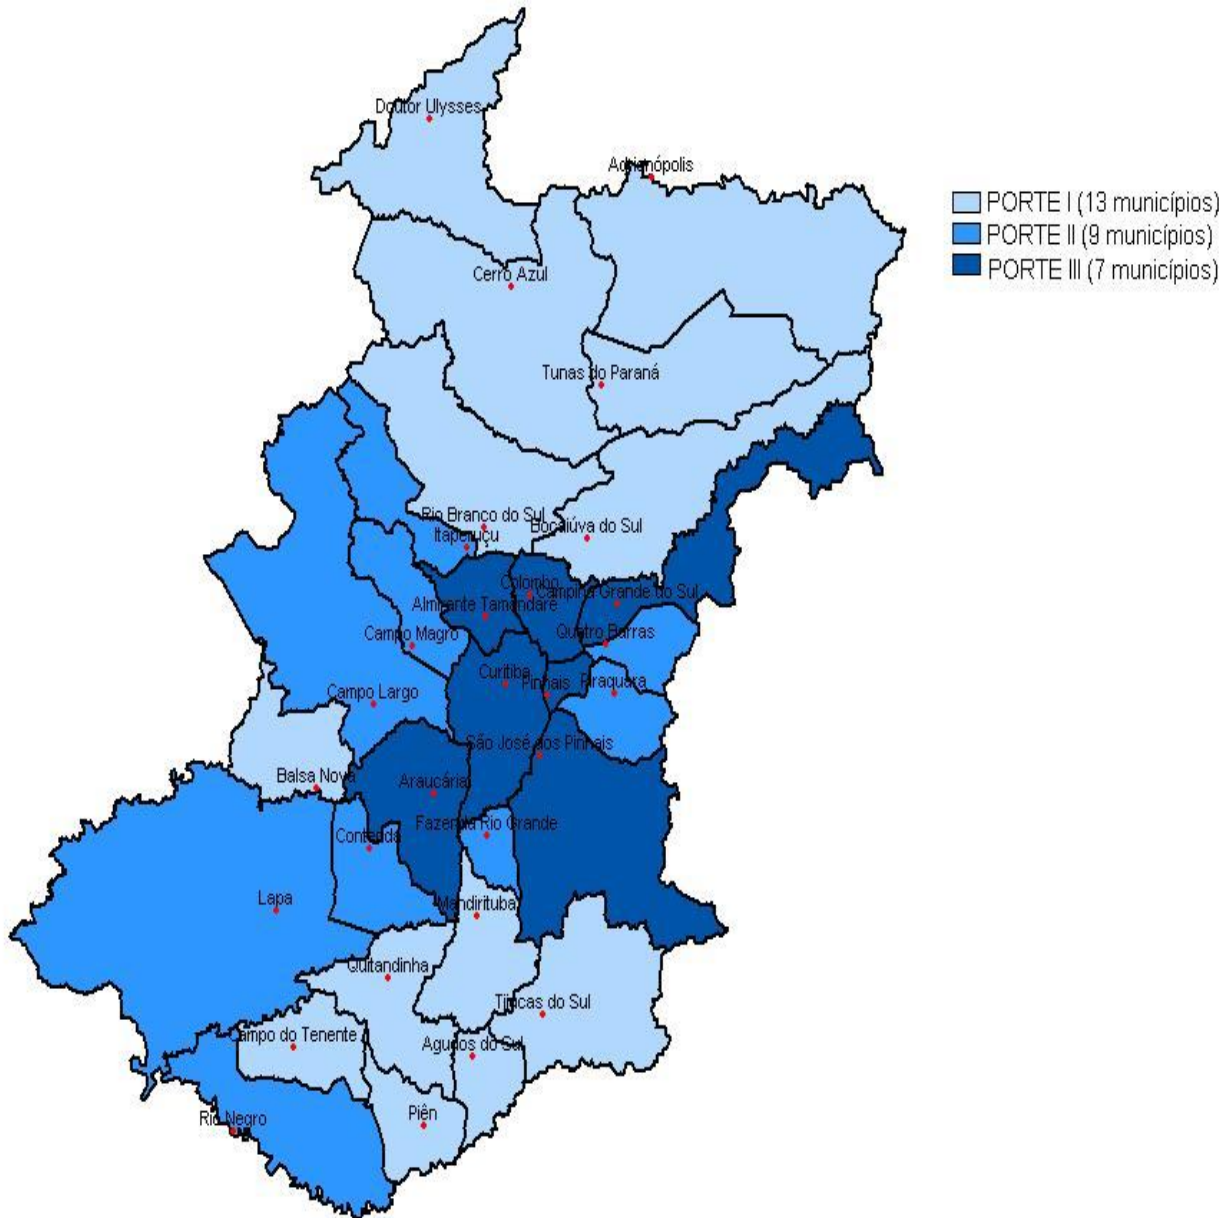 Doutor Ulysses
Adrianópolis
PORTE I (13 municípios)
PORTE II (9 municípios)
PORTE III (7 municípios)
Cerro Azul
Tunas do Paraná
Rio Branco do Sul
Bocaiúva do Sul
Itaperuçu
Colombo
Campina Grande do Sul
Almirante Tamandaré
Campo Magro
Quatro Barras
Curitiba
Pinhais
Piraquara
Campo Largo
São José dos Pinhais
Balsa Nova
Araucária
Fazenda Rio Grande
Contenda
Lapa
Mandirituba
Quitandinha
Tijucas do Sul
Campo do Tenente
Agudos do Sul
Piên
Rio Negro